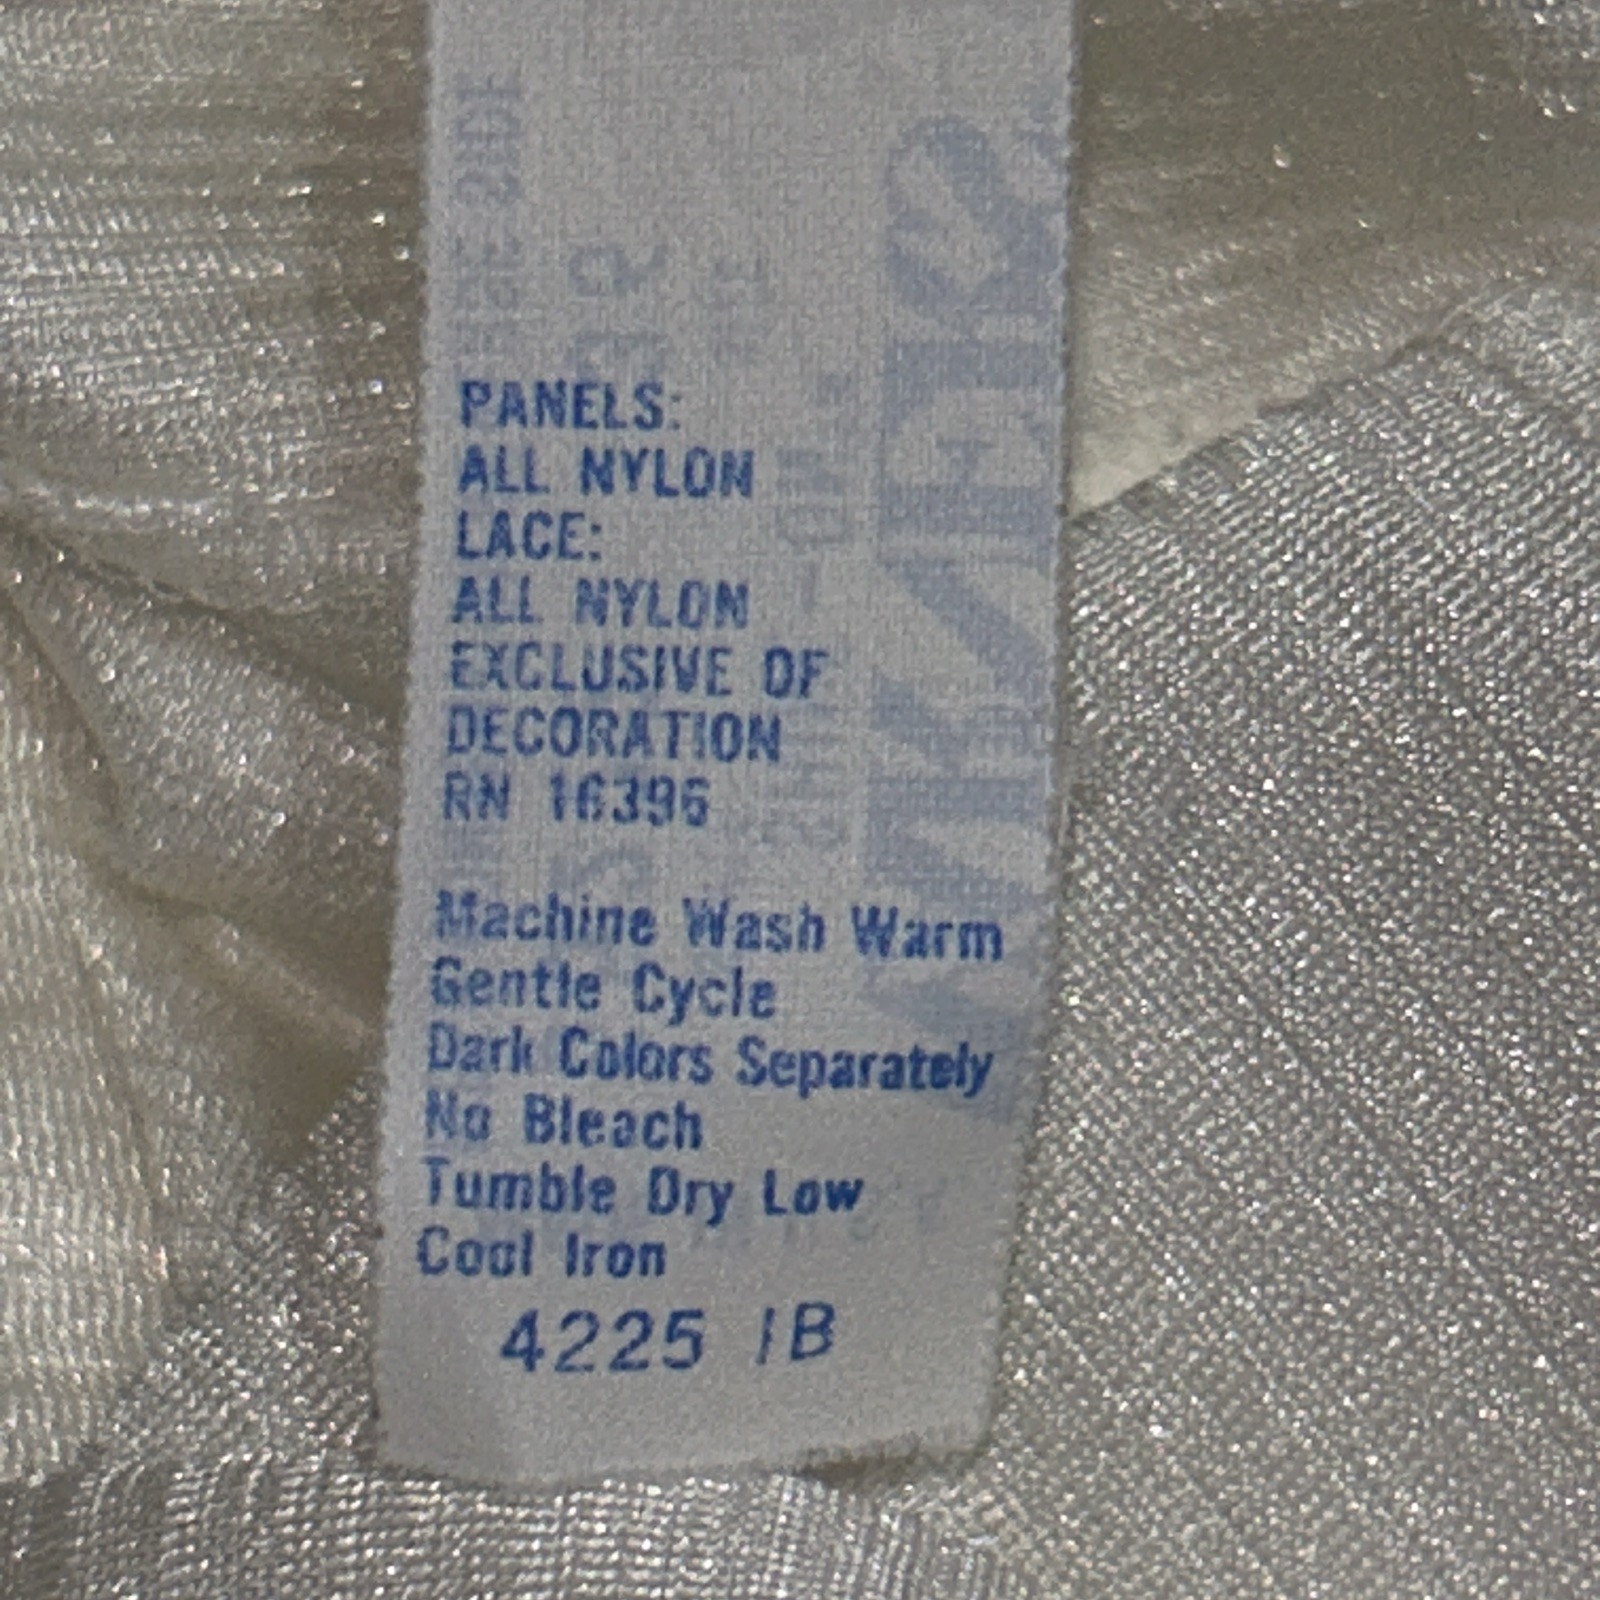 PANELS:
ALL NYLON
LACE:
ALL NYLON
EXCLUSIVE OF
DECORATION
RN 16396
Machine Wash Warm
Gentle Cycle
Dark Colors Separately
No Bleach
Tumble Dry Low
Cool Iron
4225 IB